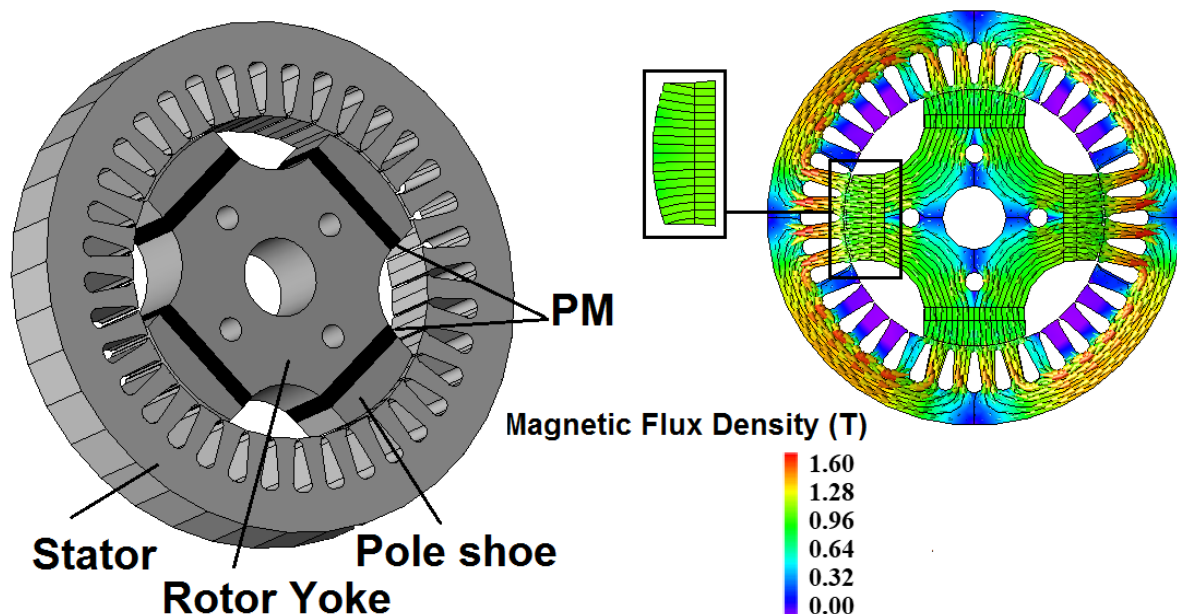 PM
Stator
Pole shoe
Rotor Yoke
Magnetic Flux Density (T)
1.60
1.28
0.96
0.64
0.32
0.00